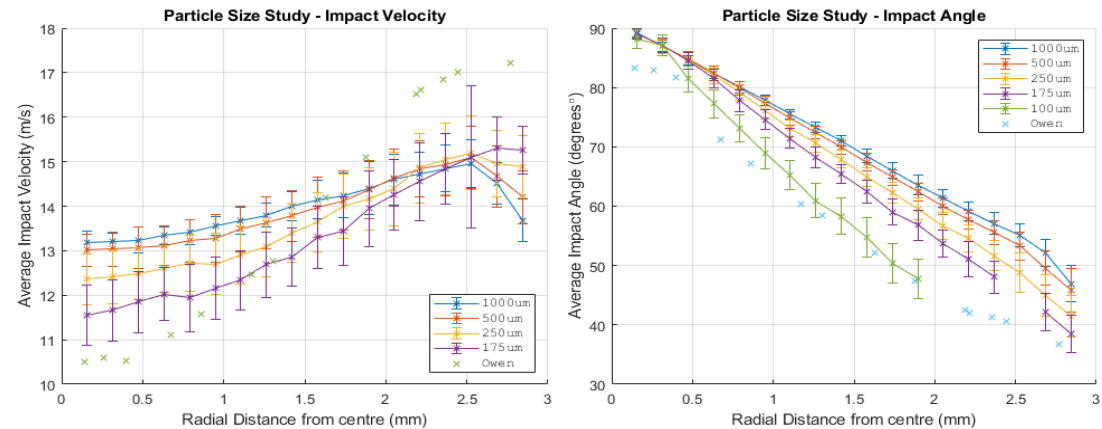 Particle Size Study - Impact Velocity
18
17
16
15
14
13
12
11
10
Average Impact Velocity (m/s)
0
0.5
1
1.5
2
2.5
3
Radial Distance from centre (mm)
1000um
500um
250um
175um
Owen
Particle Size Study - Impact Angle
90
80
70
60
50
40
30
Average Impact Angle (degreesⁿ)
0
0.5
1
1.5
2
2.5
3
Radial Distance from centre (mm)
1000um
500um
250um
175um
100um
Owen